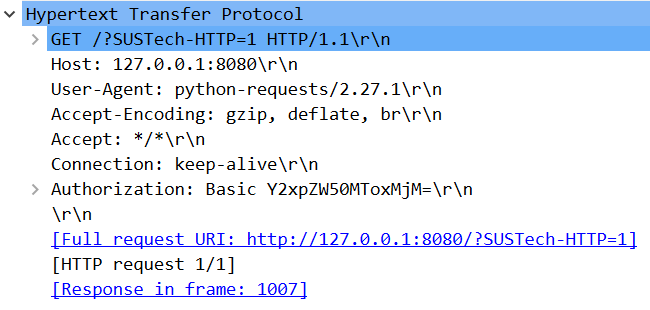 Hypertext Transfer Protocol
GET /?SUSTech-HTTP=1 HTTP/1.1\r\n
Host: 127.0.0.1:8080\r\n
User-Agent: python-requests/2.27.1\r\n
Accept-Encoding: gzip, deflate, br\r\n
Accept: */*\r\n
Connection: keep-alive\r\n
Authorization: Basic Y2xpZW50MToxMjM=\r\n
\r\n
[Full request URI: http://127.0.0.1:8080/?SUSTech-HTTP=1]
[HTTP request 1/1]
[Response in frame: 1007]